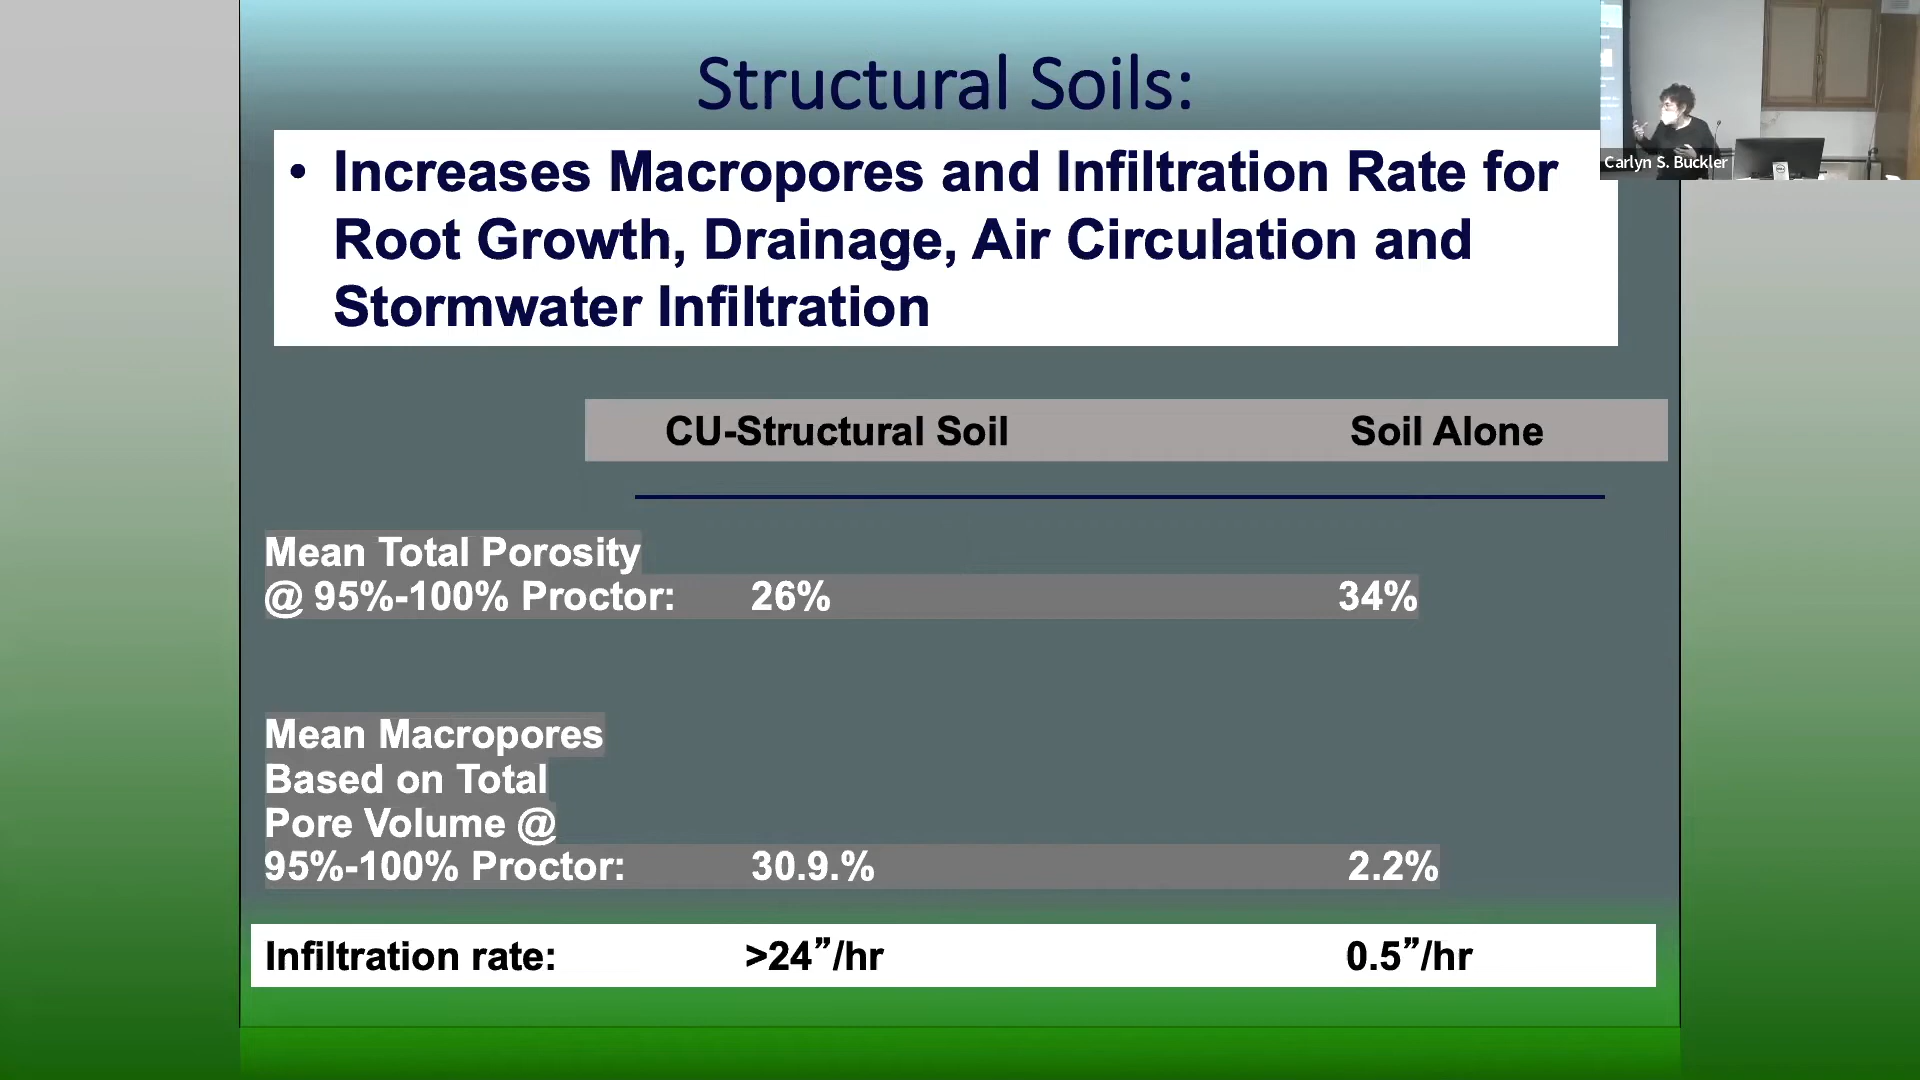 Structural Soils:
• Increases Macropores and Infiltration Rate for
Root Growth, Drainage, Air Circulation and
Stormwater Infiltration
Carlyn S. Buckler
CU-Structural Soil Soil Alone
Mean Total Porosity
@ 95%-100% Proctor: 26% 34%
Mean Macropores
Based on Total
Pore Volume @
95%-100% Proctor: 30.9.% 2.2%
Infiltration rate: >24”/hr 0.5”/hr